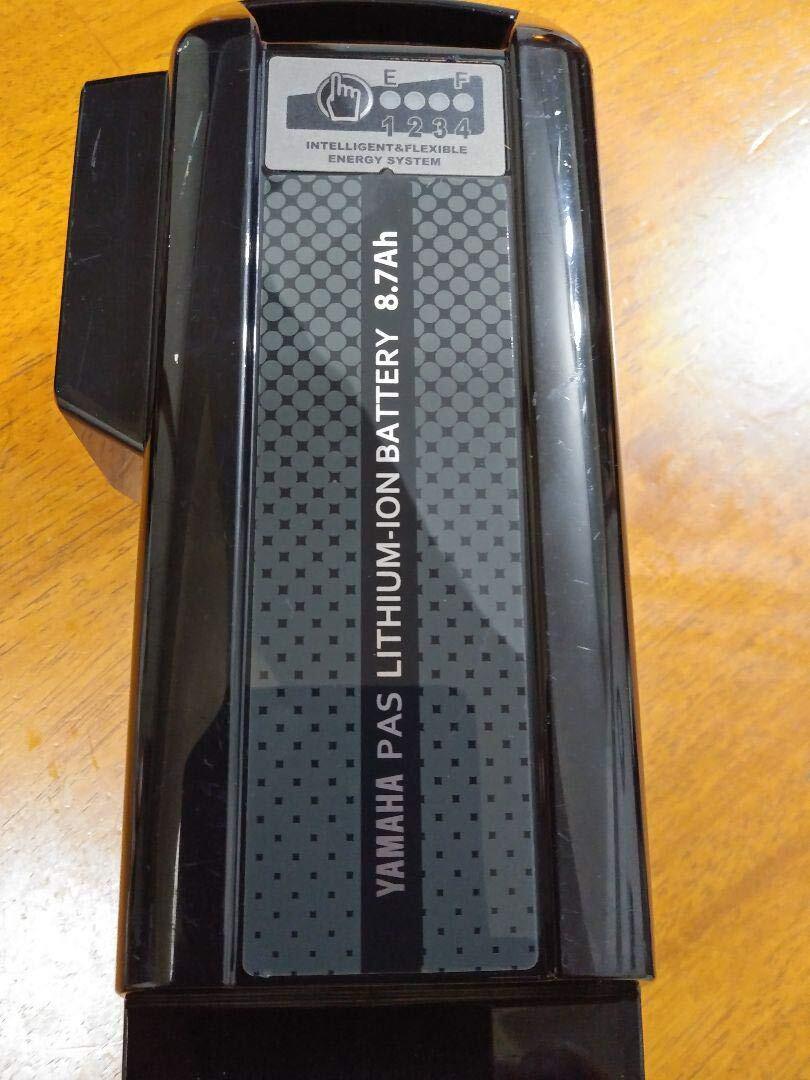 E F
1 2 3 4
INTELLIGENT&FLEXIBLE
ENERGY SYSTEM
YAMAHA PAS LITHIUM-ION BATTERY 8.7Ah